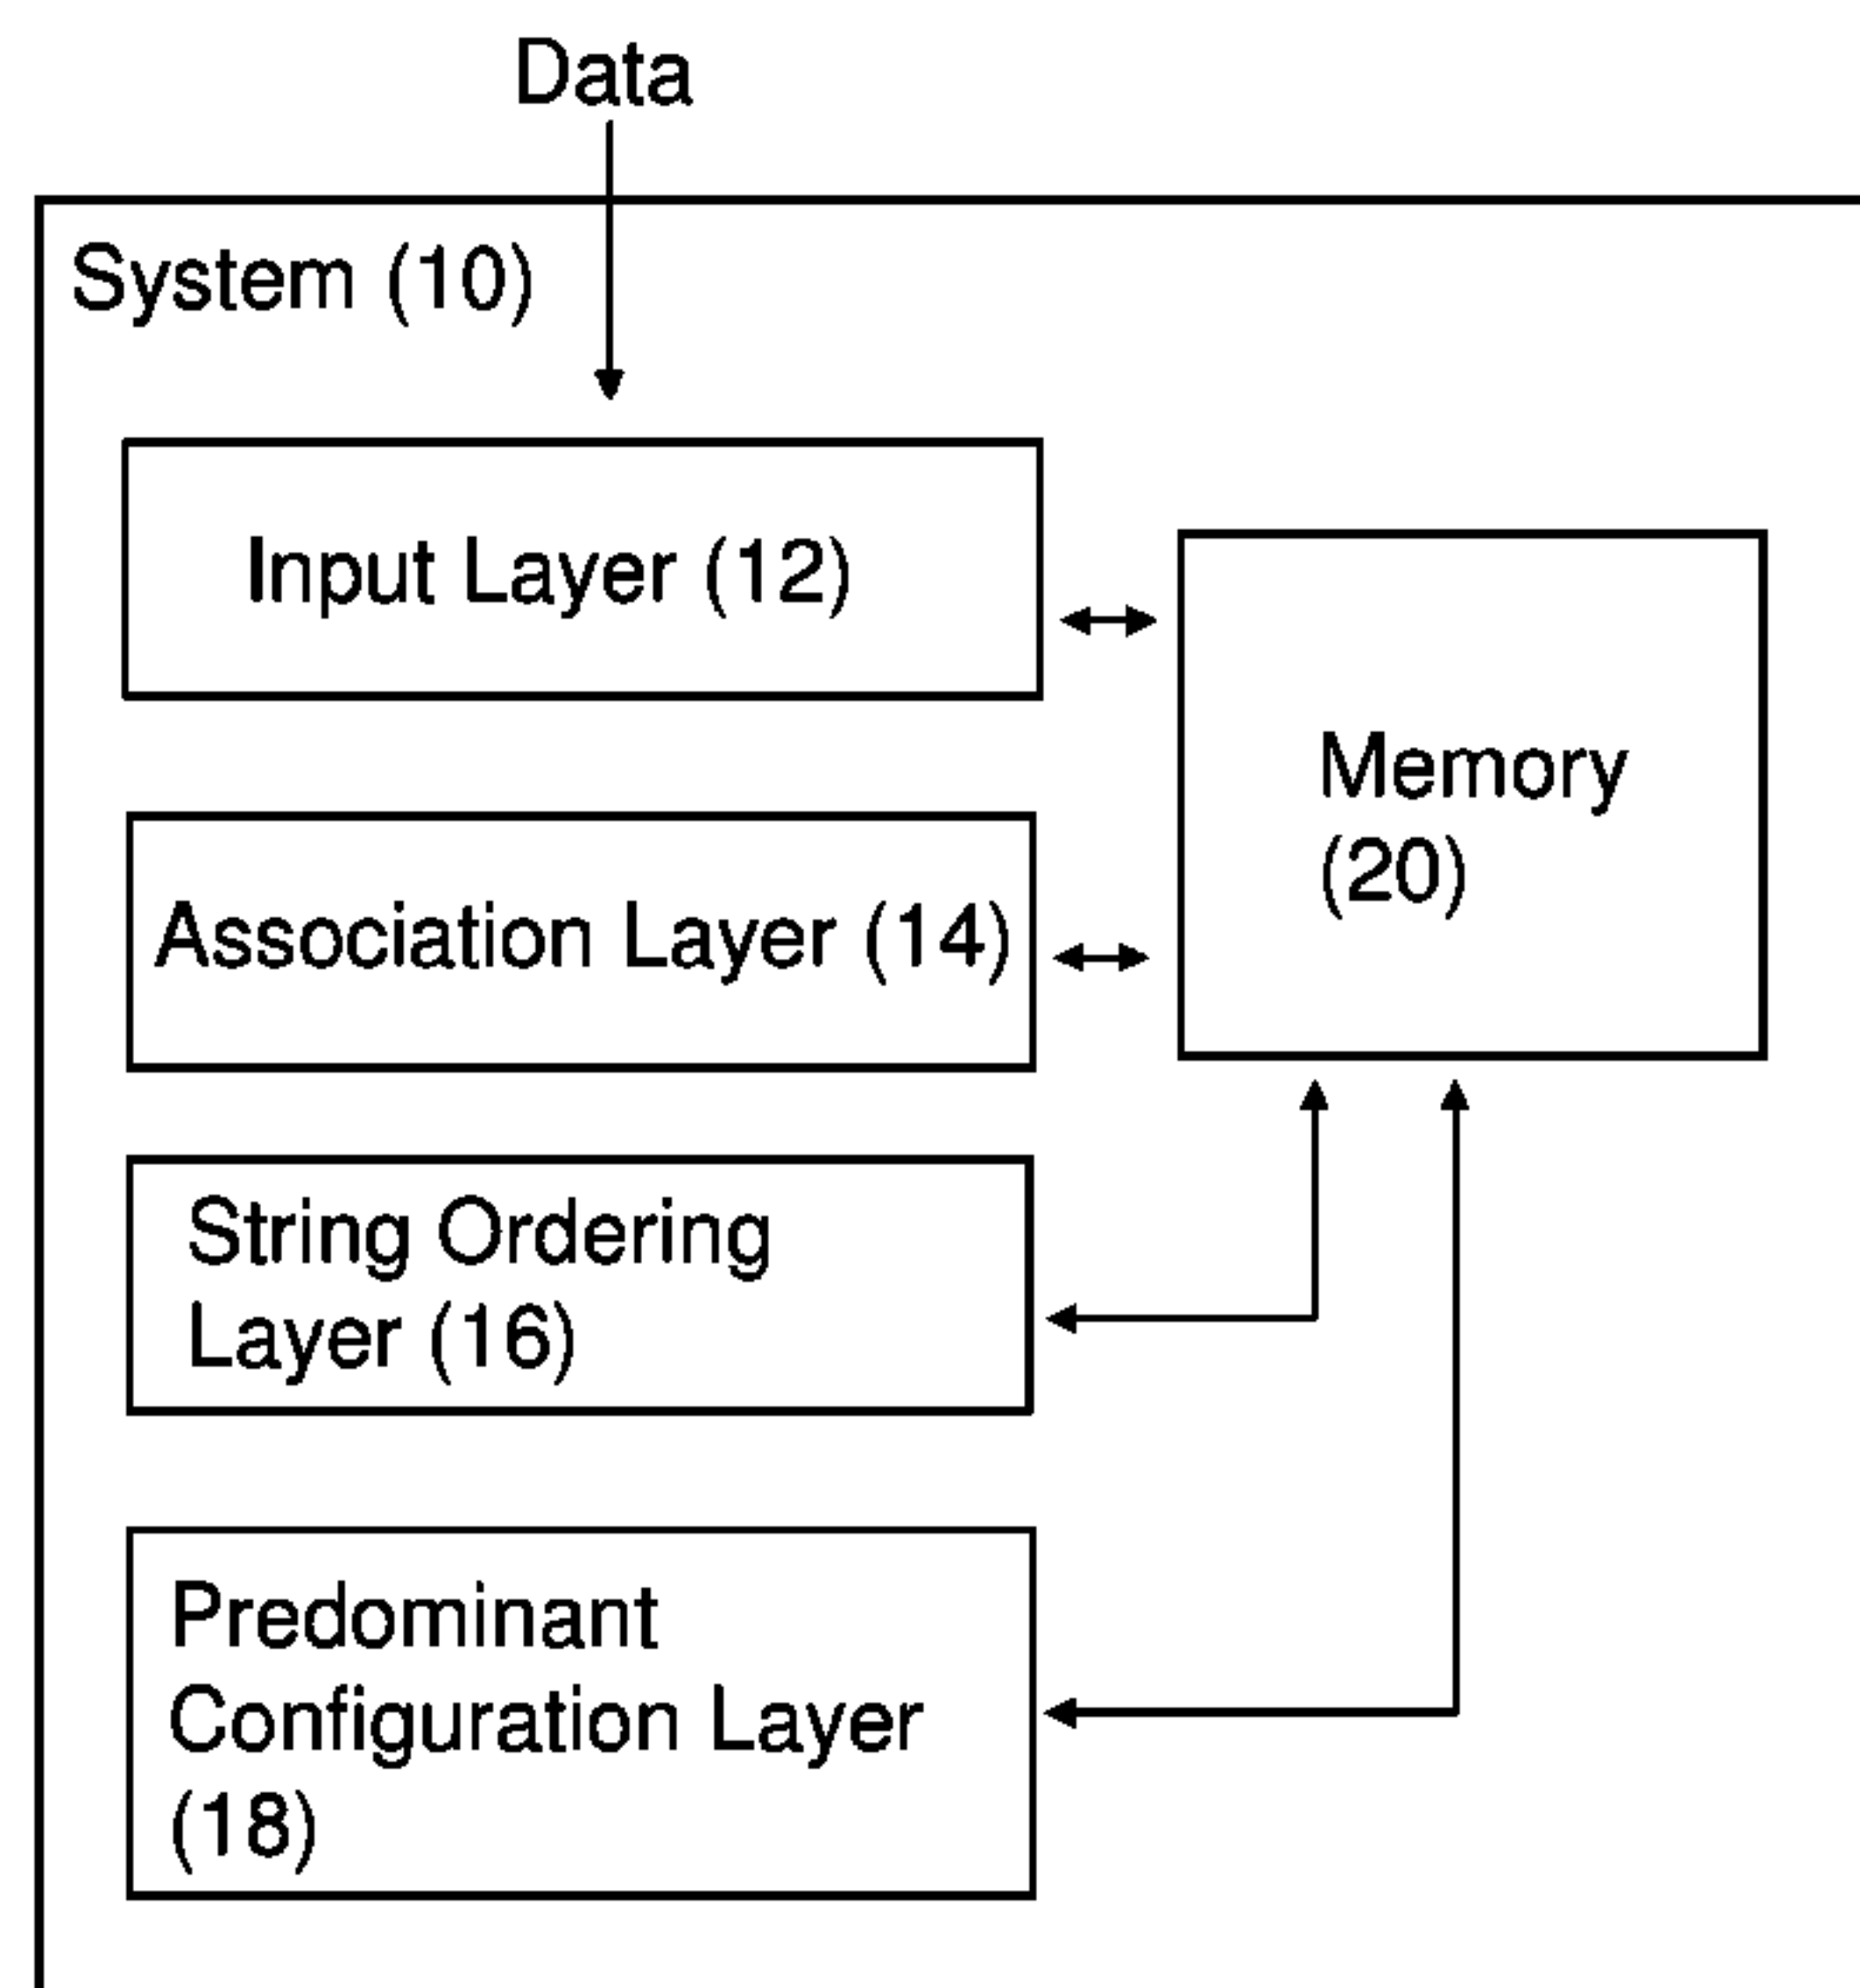 Data
System (10)
Input Layer (12)
Memory
(20)
Association Layer (14)
String Ordering
Layer (16)
Predominant
Configuration Layer
(18)